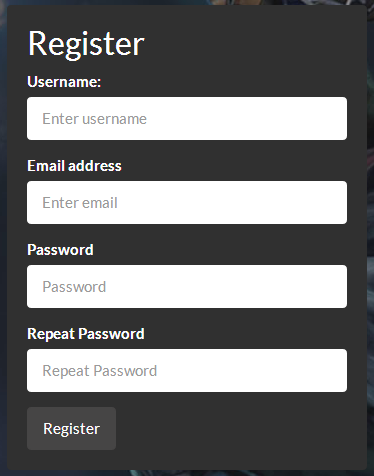 Register
Username:
Enter username
Email address
Enter email
Password
Password
Repeat Password
Repeat Password
Register